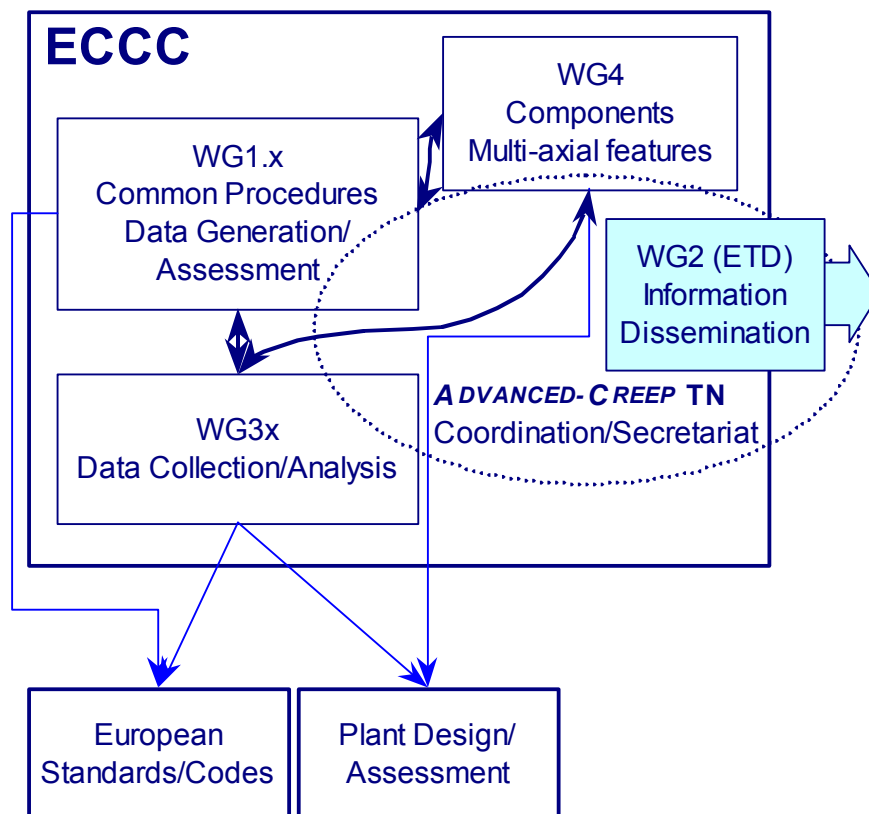 ECCC
WG4
Components
Multi-axial features
WG1.x
Common Procedures
Data Generation/
Assessment
WG2 (ETD)
Information
Dissemination
WG3x
Data Collection/Analysis
ADVANCED-CREEP TN
Coordination/Secretariat
European
Standards/Codes
Plant Design/
Assessment